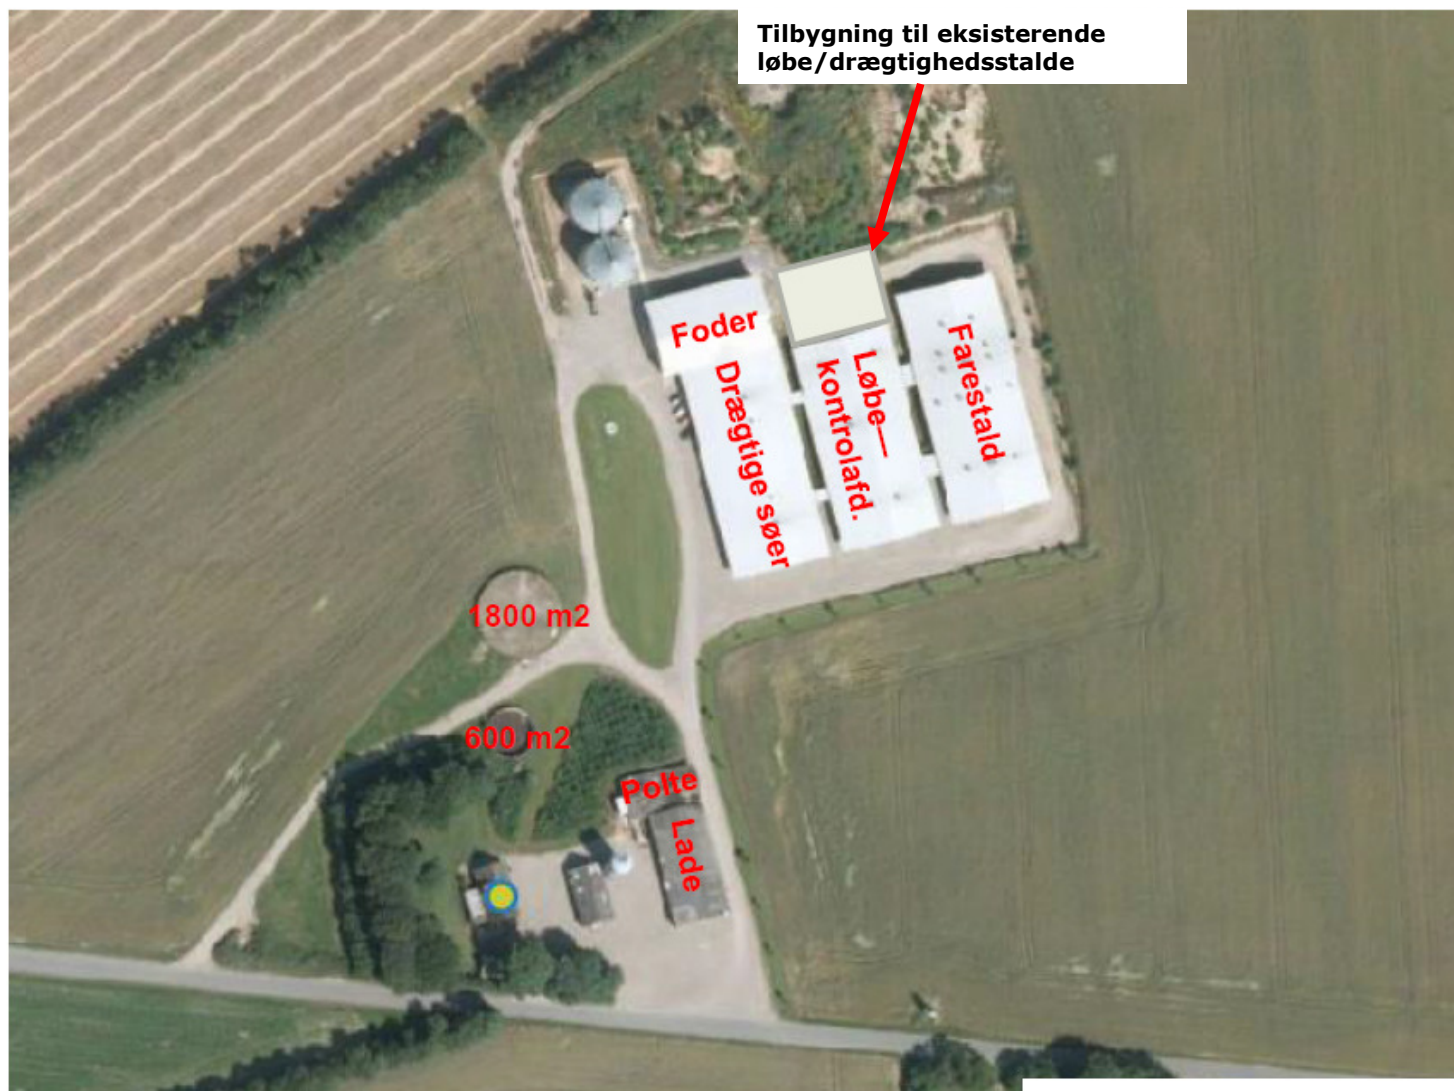 Tilbygning til eksisterende
løbe/drægtighedsstalde
Foder
Drægtige søer
Løbe—
kontrolafd.
Farestald
1800 m2
600 m2
Polte
Lade